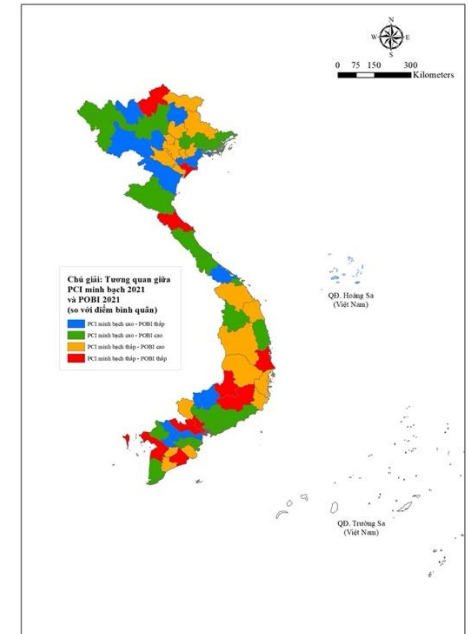 N
W E
S
0 75 150 300
Kilometers
Chú giải: Tương quan giữa
PCI minh bạch 2021
và POBI 2021
(so với điểm bình quân)
PCI minh bạch cao - POBI thấp
PCI minh bạch cao - POBI cao
PCI minh bạch thấp - POBI cao
PCI minh bạch thấp - POBI thấp
QĐ. Hoàng Sa
(Việt Nam)
QĐ. Trường Sa
(Việt Nam)